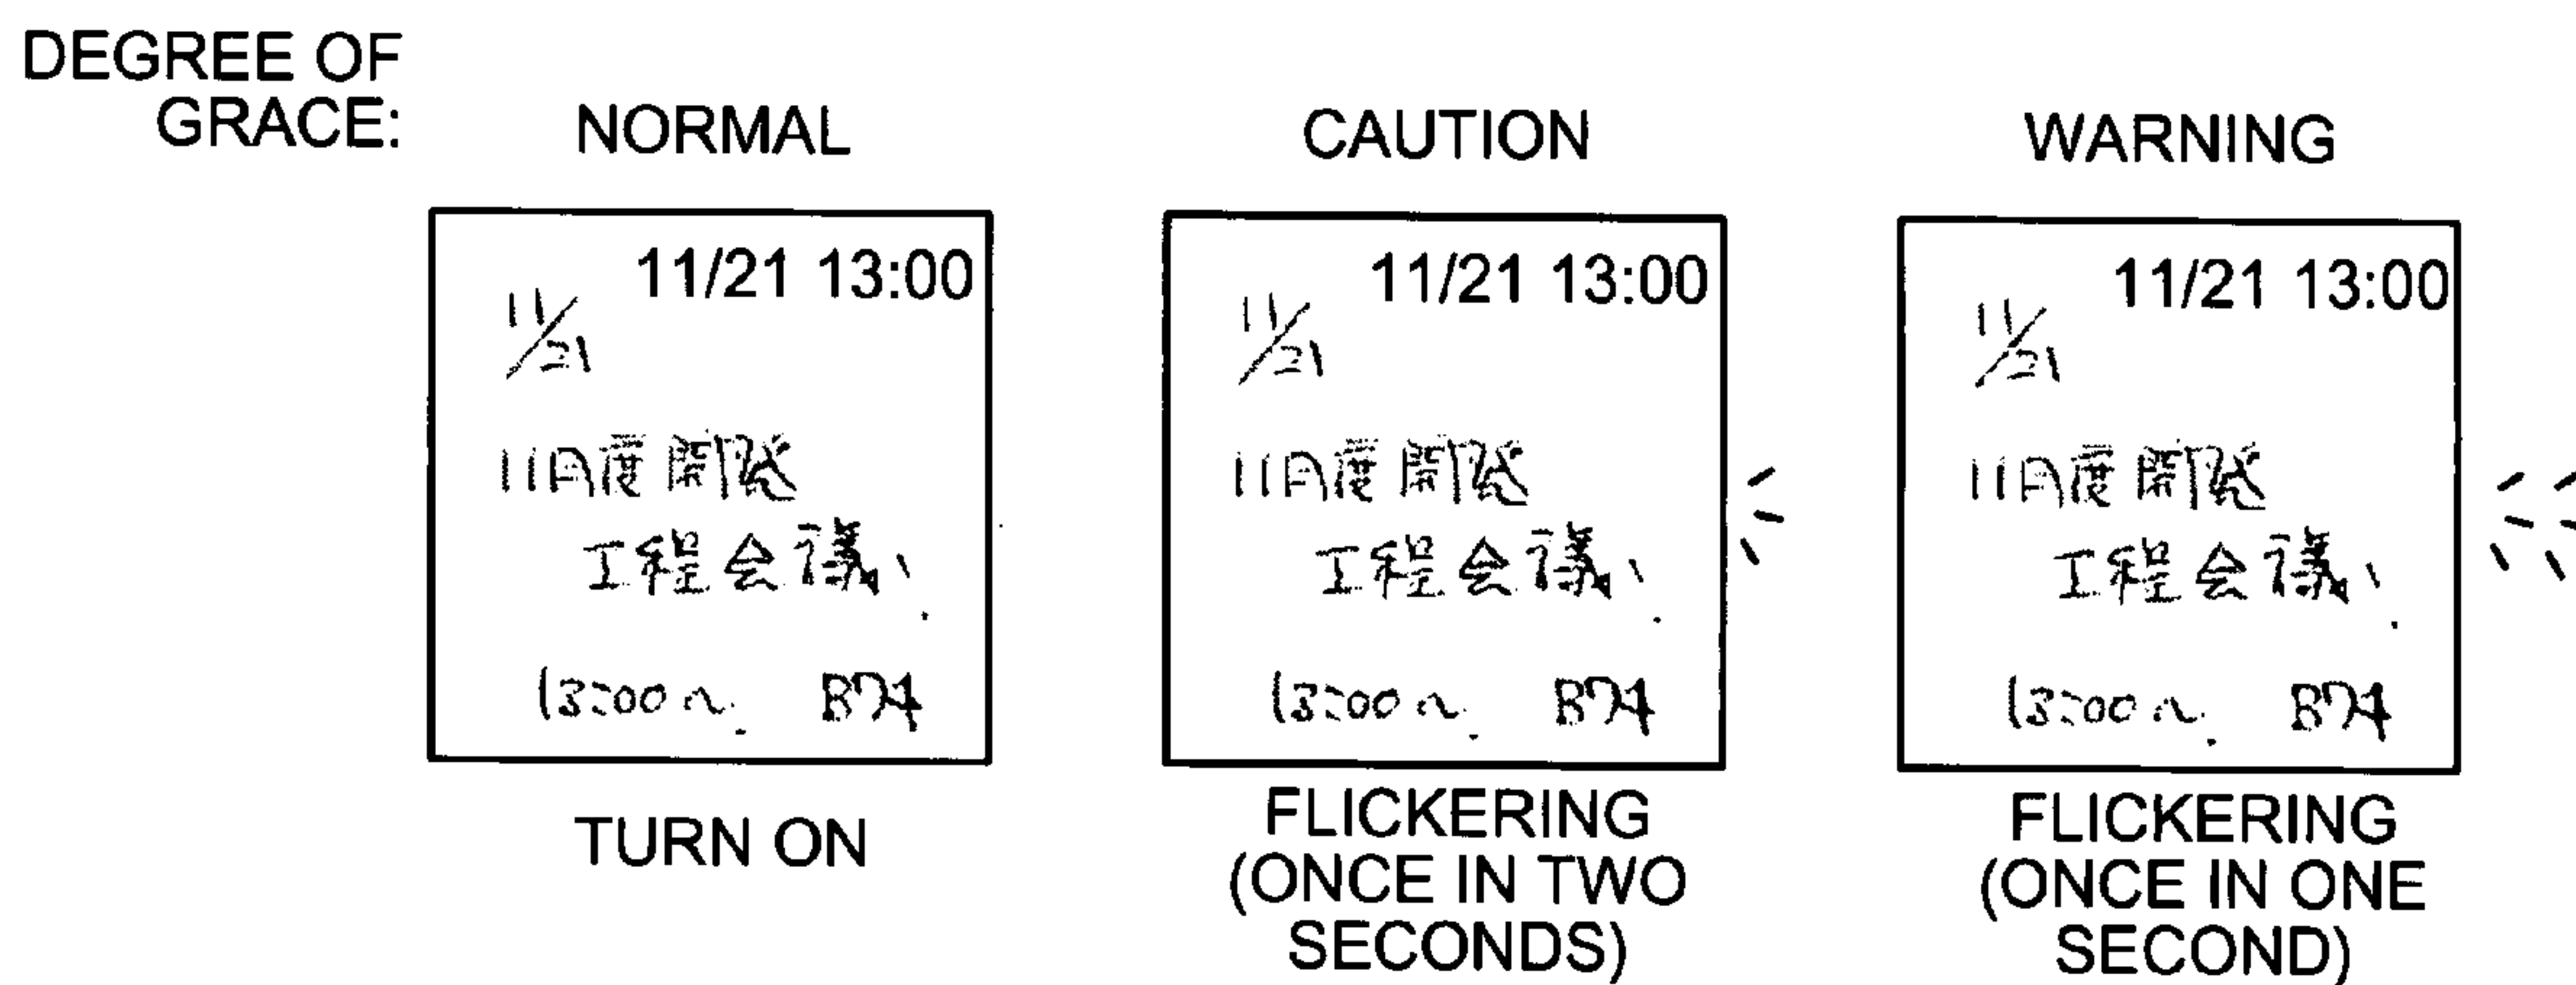 DEGREE OF
GRACE:
NORMAL
CAUTION
WARNING
11/21 13:00
11/21
11月度開発
工程会議、
13:00～
TURN ON
11/21 13:00
11/21
11月度開発
工程会議、
13:00～
FLICKERING
(ONCE IN TWO
SECONDS)
11/21 13:00
11/21
11月度開発
工程会議、
13:00～
FLICKERING
(ONCE IN ONE
SECOND)